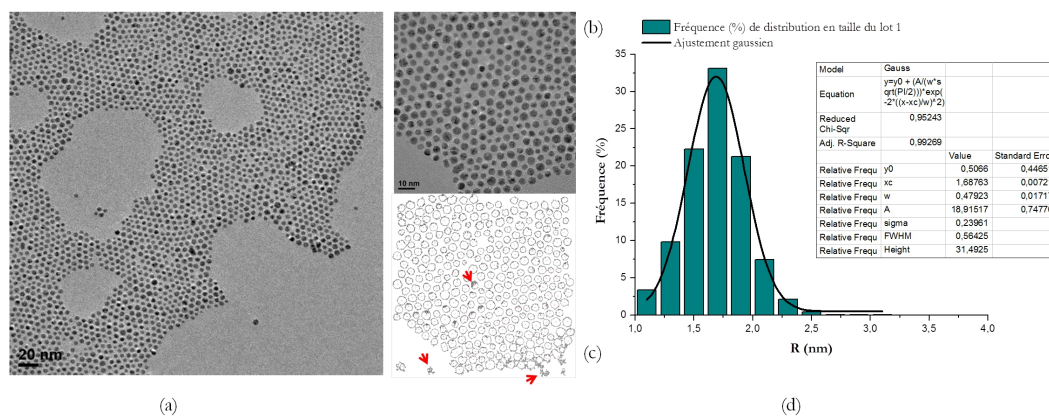 20 nm
(a)
10 nm
(b)
(c)
Fréquence (%) de distribution en taille du lot 1
Ajustement gaussien
Fréquence (%)
35
30
25
20
15
10
5
0
1,0
1,5
2,0
2,5
3,0
3,5
4,0
R (nm)
Model Gauss
Equation y=y0 + (A/(w*s
qrt(PI/2)))*exp(
-2*((x-xc)/w)^2)
Reduced
Chi-Sqr 0,95243
Adj. R-Square 0,99269
Value Standard Erro
Relative Frequ y0 0,5066 0,4465
Relative Frequ xc 1,68763 0,0072
Relative Frequ w 0,47923 0,0171
Relative Frequ A 18,91517 0,7477
Relative Frequ sigma 0,23961
Relative Frequ FWHM 0,56425
Relative Frequ Height 31,4925
(d)